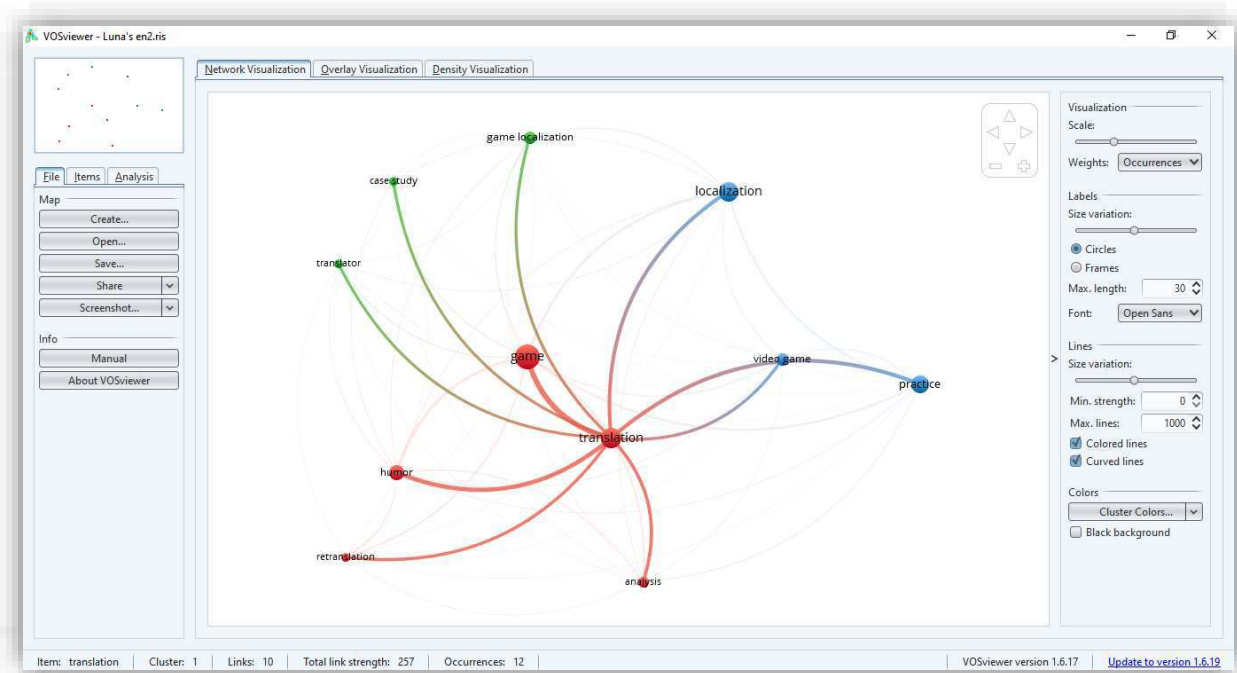 VOSviewer - Luna's en2.ris
Network Visualization Overlay Visualization Density Visualization
File Items Analysis
Map
Create...
Open...
Save...
Share
Screenshot...
Info
Manual
About VOSviewer
game localization
case study
localization
translator
game
video game
practice
translation
humor
retranslation
analysis
>
Visualization
Scale:
Weights: Occurrences
Labels
Size variation:
Circles
Frames
Max. length: 30
Font: Open Sans
Lines
Size variation:
Min. strength: 0
Max. lines: 1000
Colored lines
Curved lines
Colors
Cluster Colors...
Black background
Item: translation Cluster: 1 Links: 10 Total link strength: 257 Occurrences: 12 VOSviewer version 1.6.17 Update to version 1.6.19